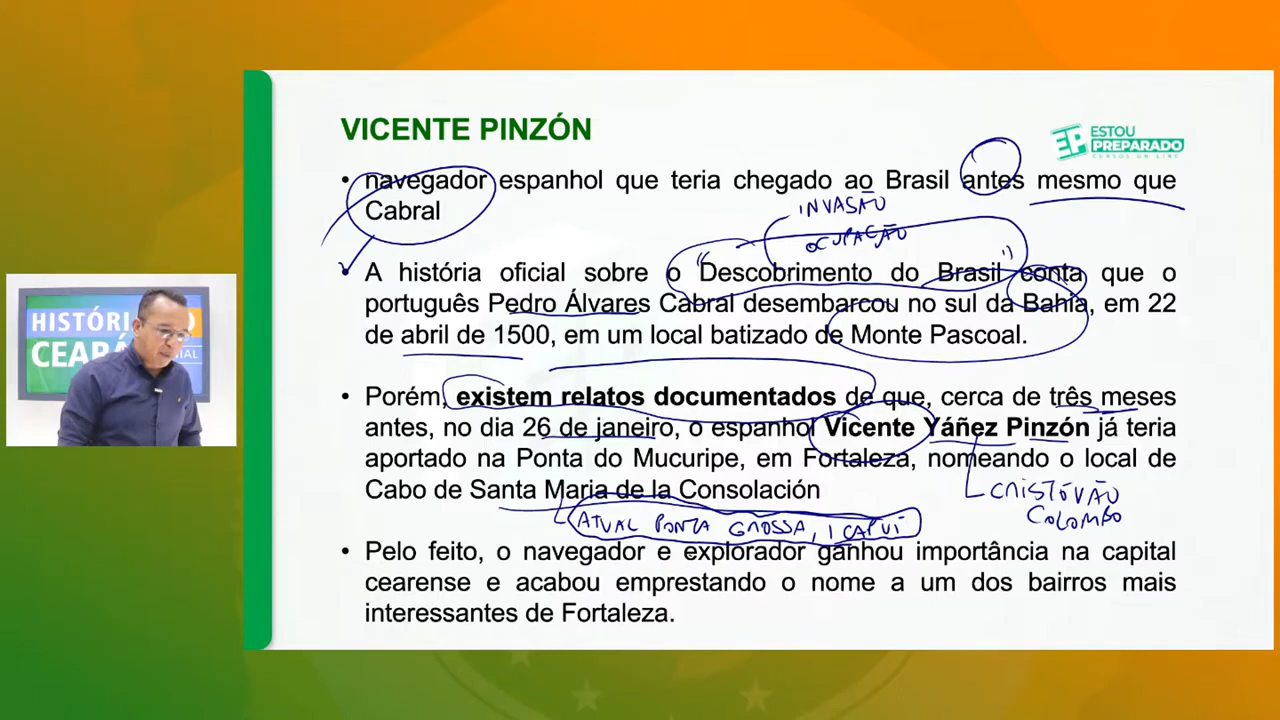 VICENTE PINZÓN
EP ESTOU
PREPARADO
CURSOS ON LINE
• navegador espanhol que teria chegado ao Brasil antes mesmo que
Cabral
INVASÃO
OCUPAÇÃO
• A história oficial sobre o "Descobrimento do Brasil" conta que o
português Pedro Álvares Cabral desembarcou no sul da Bahia, em 22
de abril de 1500, em um local batizado de Monte Pascoal.
• Porém, existem relatos documentados de que, cerca de três meses
antes, no dia 26 de janeiro, o espanhol Vicente Yáñez Pinzón já teria
aportado na Ponta do Mucuripe, em Fortaleza, nomeando o local de
Cabo de Santa Maria de la Consolación
CRISTÓVÃO
COLOMBO
ATUAL PONTA GROSSA, ICAPUÍ
• Pelo feito, o navegador e explorador ganhou importância na capital
cearense e acabou emprestando o nome a um dos bairros mais
interessantes de Fortaleza.
HISTÓRI
CEARÁ